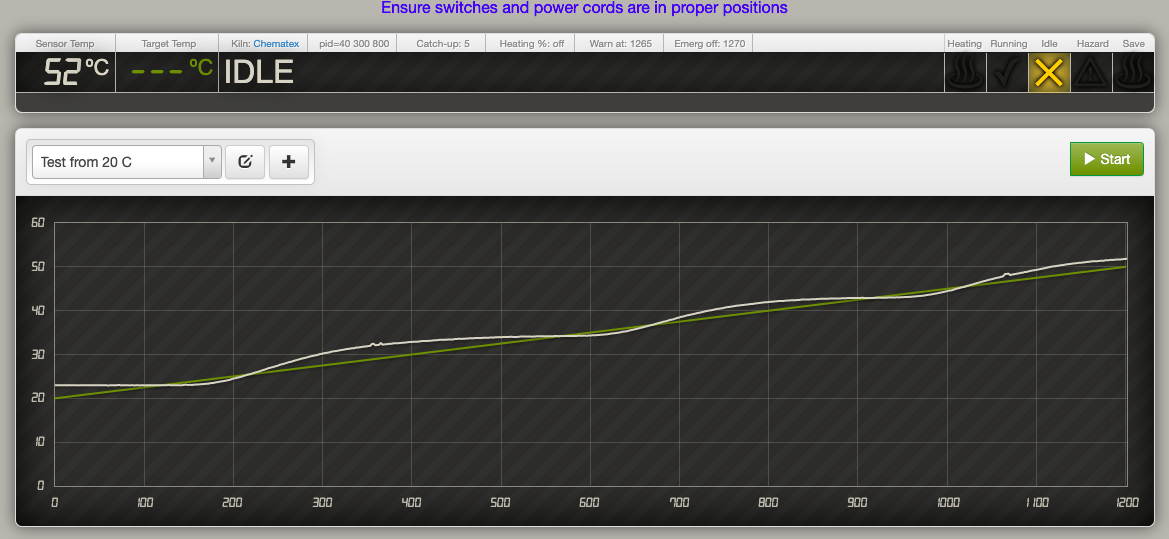 Ensure switches and power cords are in proper positions
Sensor Temp Target Temp Kiln: Chematex pid=40 300 800 Catch-up: 5 Heating %: off Warn at: 1265 Emerg off: 1270 Heating Running Idle Hazard Save
52 °C ---°C IDLE
Test from 20 C Start
60
50
40
30
20
10
0
0 100 200 300 400 500 600 700 800 900 1000 1100 1200